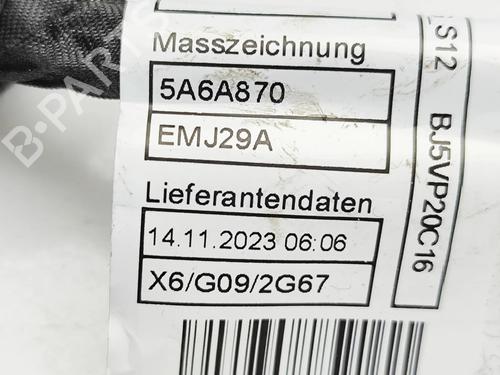 Masszeichnung
5A6A870
EMJ29A
Lieferantendaten
14.11.2023 06:06
X6/G09/2G67
S12
BJ5VP20C16
B-PARTS